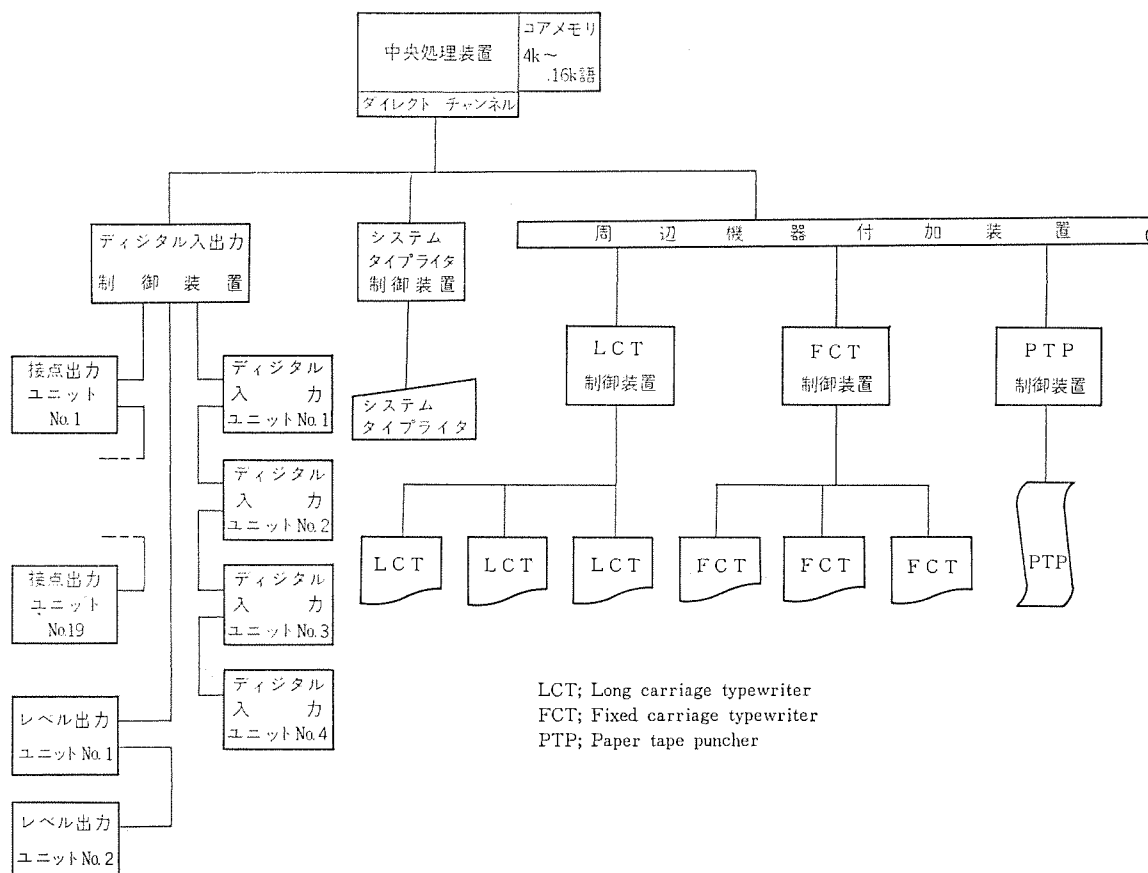 中央処理装置
コアメモリ
4k～
.16k語
ダイレクト チャンネル
ディジタル入出力
制御装置
システム
タイプライタ
制御装置
周辺機器付加装置
接点出力
ユニット
No.1
ディジタル
入力
ユニットNo.1
システム
タイプライタ
LCT
制御装置
FCT
制御装置
PTP
制御装置
ディジタル
入力
ユニットNo.2
接点出力
ユニット
No.19
ディジタル
入力
ユニットNo.3
LCT
LCT
LCT
FCT
FCT
FCT
PTP
ディジタル
入力
ユニットNo.4
レベル出力
ユニットNo.1
レベル出力
ユニットNo.2
LCT; Long carriage typewriter
FCT; Fixed carriage typewriter
PTP; Paper tape puncher